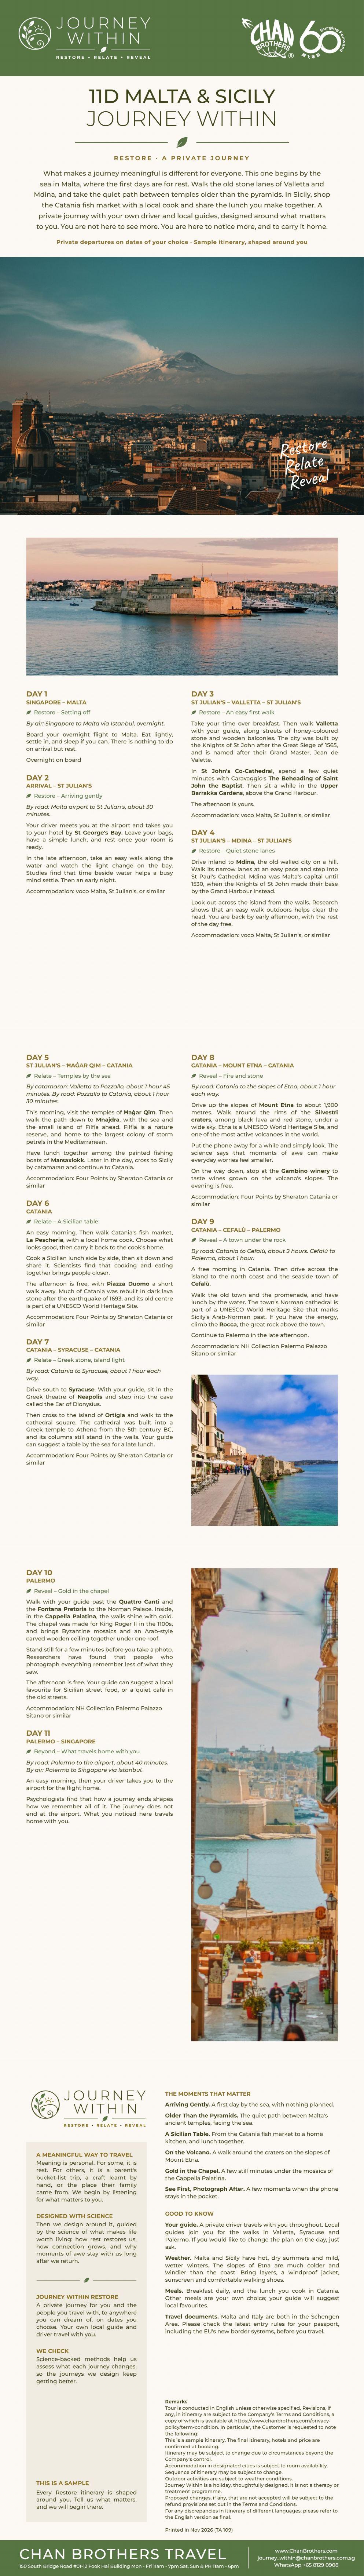 JOURNEY
WITHIN
RESTORE • RELATE • REVEAL
CHAN
BROTHERS
60
11D MALTA & SICILY
JOURNEY WITHIN
RESTORE · A PRIVATE JOURNEY
What makes a journey meaningful is different for everyone. This one begins by the
sea in Malta, where the first days are for rest. Walk the old stone lanes of Valletta and
Mdina, and take the quiet path between temples older than the pyramids. In Sicily, shop
the Catania fish market with a local cook and share the lunch you make together. A
private journey with your own driver and local guides, designed around what matters
to you. You are not here to see more. You are here to notice more, and to carry it home.
Private departures on dates of your choice · Sample itinerary, shaped around you
Restore
Relate
Reveal
DAY 1
SINGAPORE – MALTA
Restore – Setting off
By air: Singapore to Malta via Istanbul, overnight.
Board your overnight flight to Malta. Eat lightly,
settle in, and sleep if you can. There is nothing to do
on arrival but rest.
Overnight on board
DAY 2
ARRIVAL – ST JULIAN'S
Restore – Arriving gently
By road: Malta airport to St Julian's, about 30
minutes.
Your driver meets you at the airport and takes you
to your hotel by St George's Bay. Leave your bags,
have a simple lunch, and rest once your room is
ready.
In the late afternoon, take an easy walk along the
water and watch the light change on the bay.
Studies find that time beside water helps a busy
mind settle. Then an early night.
Accommodation: voco Malta, St Julian's, or similar
DAY 3
ST JULIAN'S – VALLETTA – ST JULIAN'S
Restore – An easy first walk
Take your time over breakfast. Then walk Valletta
with your guide, along streets of honey-coloured
stone and wooden balconies. The city was built by
the Knights of St John after the Great Siege of 1565,
and is named after their Grand Master, Jean de
Valette.
In St John's Co-Cathedral, spend a few quiet
minutes with Caravaggio's The Beheading of Saint
John the Baptist. Then sit a while in the Upper
Barrakka Gardens, above the Grand Harbour.
The afternoon is yours.
Accommodation: voco Malta, St Julian's, or similar
DAY 4
ST JULIAN'S – MDINA – ST JULIAN'S
Restore – Quiet stone lanes
Drive inland to Mdina, the old walled city on a hill.
Walk its narrow lanes at an easy pace and step into
St Paul's Cathedral. Mdina was Malta's capital until
1530, when the Knights of St John made their base
by the Grand Harbour instead.
Look out across the island from the walls. Research
shows that an easy walk outdoors helps clear the
head. You are back by early afternoon, with the rest
of the day free.
Accommodation: voco Malta, St Julian's, or similar
DAY 5
ST JULIAN'S – ĦAĠAR QIM – CATANIA
Relate – Temples by the sea
By catamaran: Valletta to Pozzallo, about 1 hour 45
minutes. By road: Pozzallo to Catania, about 1 hour
30 minutes.
This morning, visit the temples of Ħaġar Qim. Then
walk the path down to Mnajdra, with the sea and
the small island of Filfla ahead. Filfla is a nature
reserve, and home to the largest colony of storm
petrels in the Mediterranean.
Have lunch together among the painted fishing
boats of Marsaxlokk. Later in the day, cross to Sicily
by catamaran and continue to Catania.
Accommodation: Four Points by Sheraton Catania or
similar
DAY 6
CATANIA
Relate – A Sicilian table
An easy morning. Then walk Catania's fish market,
La Pescheria, with a local home cook. Choose what
looks good, then carry it back to the cook's home.
Cook a Sicilian lunch side by side, then sit down and
share it. Scientists find that cooking and eating
together brings people closer.
The afternoon is free, with Piazza Duomo a short
walk away. Much of Catania was rebuilt in dark lava
stone after the earthquake of 1693, and its old centre
is part of a UNESCO World Heritage Site.
Accommodation: Four Points by Sheraton Catania or
similar
DAY 7
CATANIA – SYRACUSE – CATANIA
Relate – Greek stone, island light
By road: Catania to Syracuse, about 1 hour each
way.
Drive south to Syracuse. With your guide, sit in the
Greek theatre of Neapolis and step into the cave
called the Ear of Dionysius.
Then cross to the island of Ortigia and walk to the
cathedral square. The cathedral was built into a
Greek temple to Athena from the 5th century BC,
and its columns still stand in the walls. Your guide
can suggest a table by the sea for a late lunch.
Accommodation: Four Points by Sheraton Catania or
similar
DAY 8
CATANIA – MOUNT ETNA – CATANIA
Reveal – Fire and stone
By road: Catania to the slopes of Etna, about 1 hour
each way.
Drive up the slopes of Mount Etna to about 1,900
metres. Walk around the rims of the Silvestri
craters, among black lava and red stone, under a
wide sky. Etna is a UNESCO World Heritage Site, and
one of the most active volcanoes in the world.
Put the phone away for a while and simply look. The
science says that moments of awe can make
everyday worries feel smaller.
On the way down, stop at the Gambino winery to
taste wines grown on the volcano's slopes. The
evening is free.
Accommodation: Four Points by Sheraton Catania or
similar
DAY 9
CATANIA – CEFALÙ – PALERMO
Reveal – A town under the rock
By road: Catania to Cefalù, about 2 hours. Cefalù to
Palermo, about 1 hour.
A free morning in Catania. Then drive across the
island to the north coast and the seaside town of
Cefalù.
Walk the old town and the promenade, and have
lunch by the water. The town's Norman cathedral is
part of a UNESCO World Heritage Site that marks
Sicily's Arab-Norman past. If you have the energy,
climb the Rocca, the great rock above the town.
Continue to Palermo in the late afternoon.
Accommodation: NH Collection Palermo Palazzo
Sitano or similar
DAY 10
PALERMO
Reveal – Gold in the chapel
Walk with your guide past the Quattro Canti and
the Fontana Pretoria to the Norman Palace. Inside,
in the Cappella Palatina, the walls shine with gold.
The chapel was made for King Roger II in the 1100s,
and brings Byzantine mosaics and an Arab-style
carved wooden ceiling together under one roof.
Stand still for a few minutes before you take a photo.
Researchers have found that people who
photograph everything remember less of what they
saw.
The afternoon is free. Your guide can suggest a local
favourite for Sicilian street food, or a quiet café in
the old streets.
Accommodation: NH Collection Palermo Palazzo
Sitano or similar
DAY 11
PALERMO – SINGAPORE
Beyond – What travels home with you
By road: Palermo to the airport, about 40 minutes.
By air: Palermo to Singapore via Istanbul.
An easy morning, then your driver takes you to the
airport for the flight home.
Psychologists find that how a journey ends shapes
how we remember all of it. The journey does not
end at the airport. What you noticed here travels
home with you.
JOURNEY
WITHIN
RESTORE • RELATE • REVEAL
A MEANINGFUL WAY TO TRAVEL
Meaning is personal. For some, it is
rest. For others, it is a parent's
bucket-list trip, a craft learnt by
hand, or the place their family
came from. We begin by listening
for what matters to you.
DESIGNED WITH SCIENCE
Then we design around it, guided
by the science of what makes life
worth living: how rest restores us,
how connection grows, and why
moments of awe stay with us long
after we return.
JOURNEY WITHIN RESTORE
A private journey for you and the
people you travel with, to anywhere
you can dream of, on dates you
choose. Your own local guide and
driver travel with you.
WE CHECK
Science-backed methods help us
assess what each journey changes,
so the journeys we design keep
getting better.
THIS IS A SAMPLE
Every Restore itinerary is shaped
around you. Tell us what matters,
and we will begin there.
THE MOMENTS THAT MATTER
Arriving Gently. A first day by the sea, with nothing planned.
Older Than the Pyramids. The quiet path between Malta's
ancient temples, facing the sea.
A Sicilian Table. From the Catania fish market to a home
kitchen, and lunch together.
On the Volcano. A walk around the craters on the slopes of
Mount Etna.
Gold in the Chapel. A few still minutes under the mosaics of
the Cappella Palatina.
See First, Photograph After. A few moments when the phone
stays in the pocket.
GOOD TO KNOW
Your guide. A private driver travels with you throughout. Local
guides join you for the walks in Valletta, Syracuse and
Palermo. If you would like to change the plan on the day, just
ask.
Weather. Malta and Sicily have hot, dry summers and mild,
wetter winters. The slopes of Etna are much colder and
windier than the coast. Bring layers, a windproof jacket,
sunscreen and comfortable walking shoes.
Meals. Breakfast daily, and the lunch you cook in Catania.
Other meals are your own choice; your guide will suggest
local favourites.
Travel documents. Malta and Italy are both in the Schengen
Area. Please check the latest entry rules for your passport,
including the EU's new border systems, before you travel.
Remarks
Tour is conducted in English unless otherwise specified. Revisions, if
any, in itinerary are subject to the Company's Terms and Conditions, a
copy of which is available at https://www.chanbrothers.com/privacy-
policy/term-condition. In particular, the Customer is requested to note
the following:
This is a sample itinerary. The final itinerary, hotels and price are
confirmed at booking.
Itinerary may be subject to change due to circumstances beyond the
Company's control.
Accommodation in designated cities is subject to room availability.
Sequence of itinerary may be subject to change.
Outdoor activities are subject to weather conditions.
Journey Within is a holiday, thoughtfully designed. It is not a therapy or
treatment programme.
Proposed changes, if any, that are not accepted will be subject to the
refund provisions set out in the Terms and Conditions.
For any discrepancies in itinerary of different languages, please refer to
the English version as final.
Printed in Nov 2025 (TA 109)
CHAN BROTHERS TRAVEL
150 South Bridge Road #01-12 Fook Hai Building Mon - Fri 11am - 7pm Sat, Sun & PH 11am - 6pm
www.ChanBrothers.com
journey_within@chanbrothers.com.sg
WhatsApp +65 8129 0908